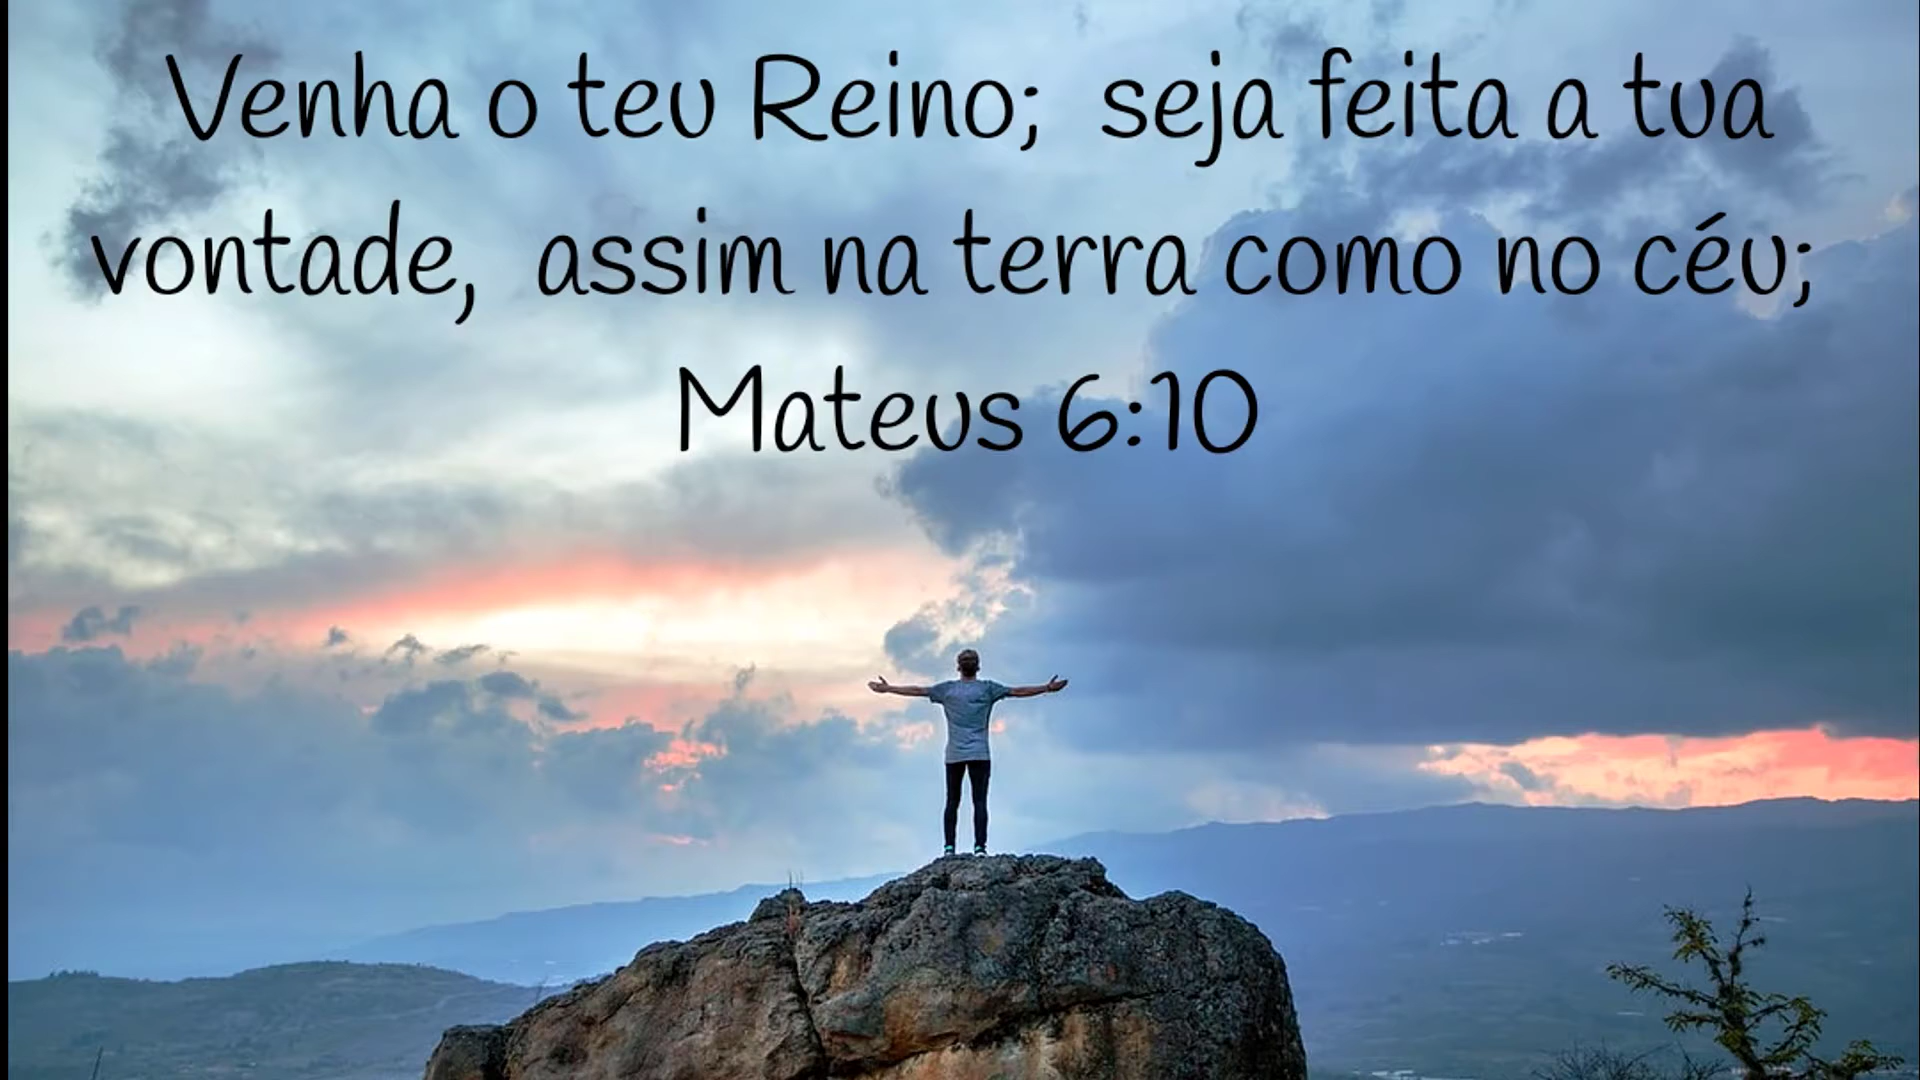 Venha o teu Reino;  seja feita a tua
vontade,  assim na terra como no céu;
Mateus 6:10